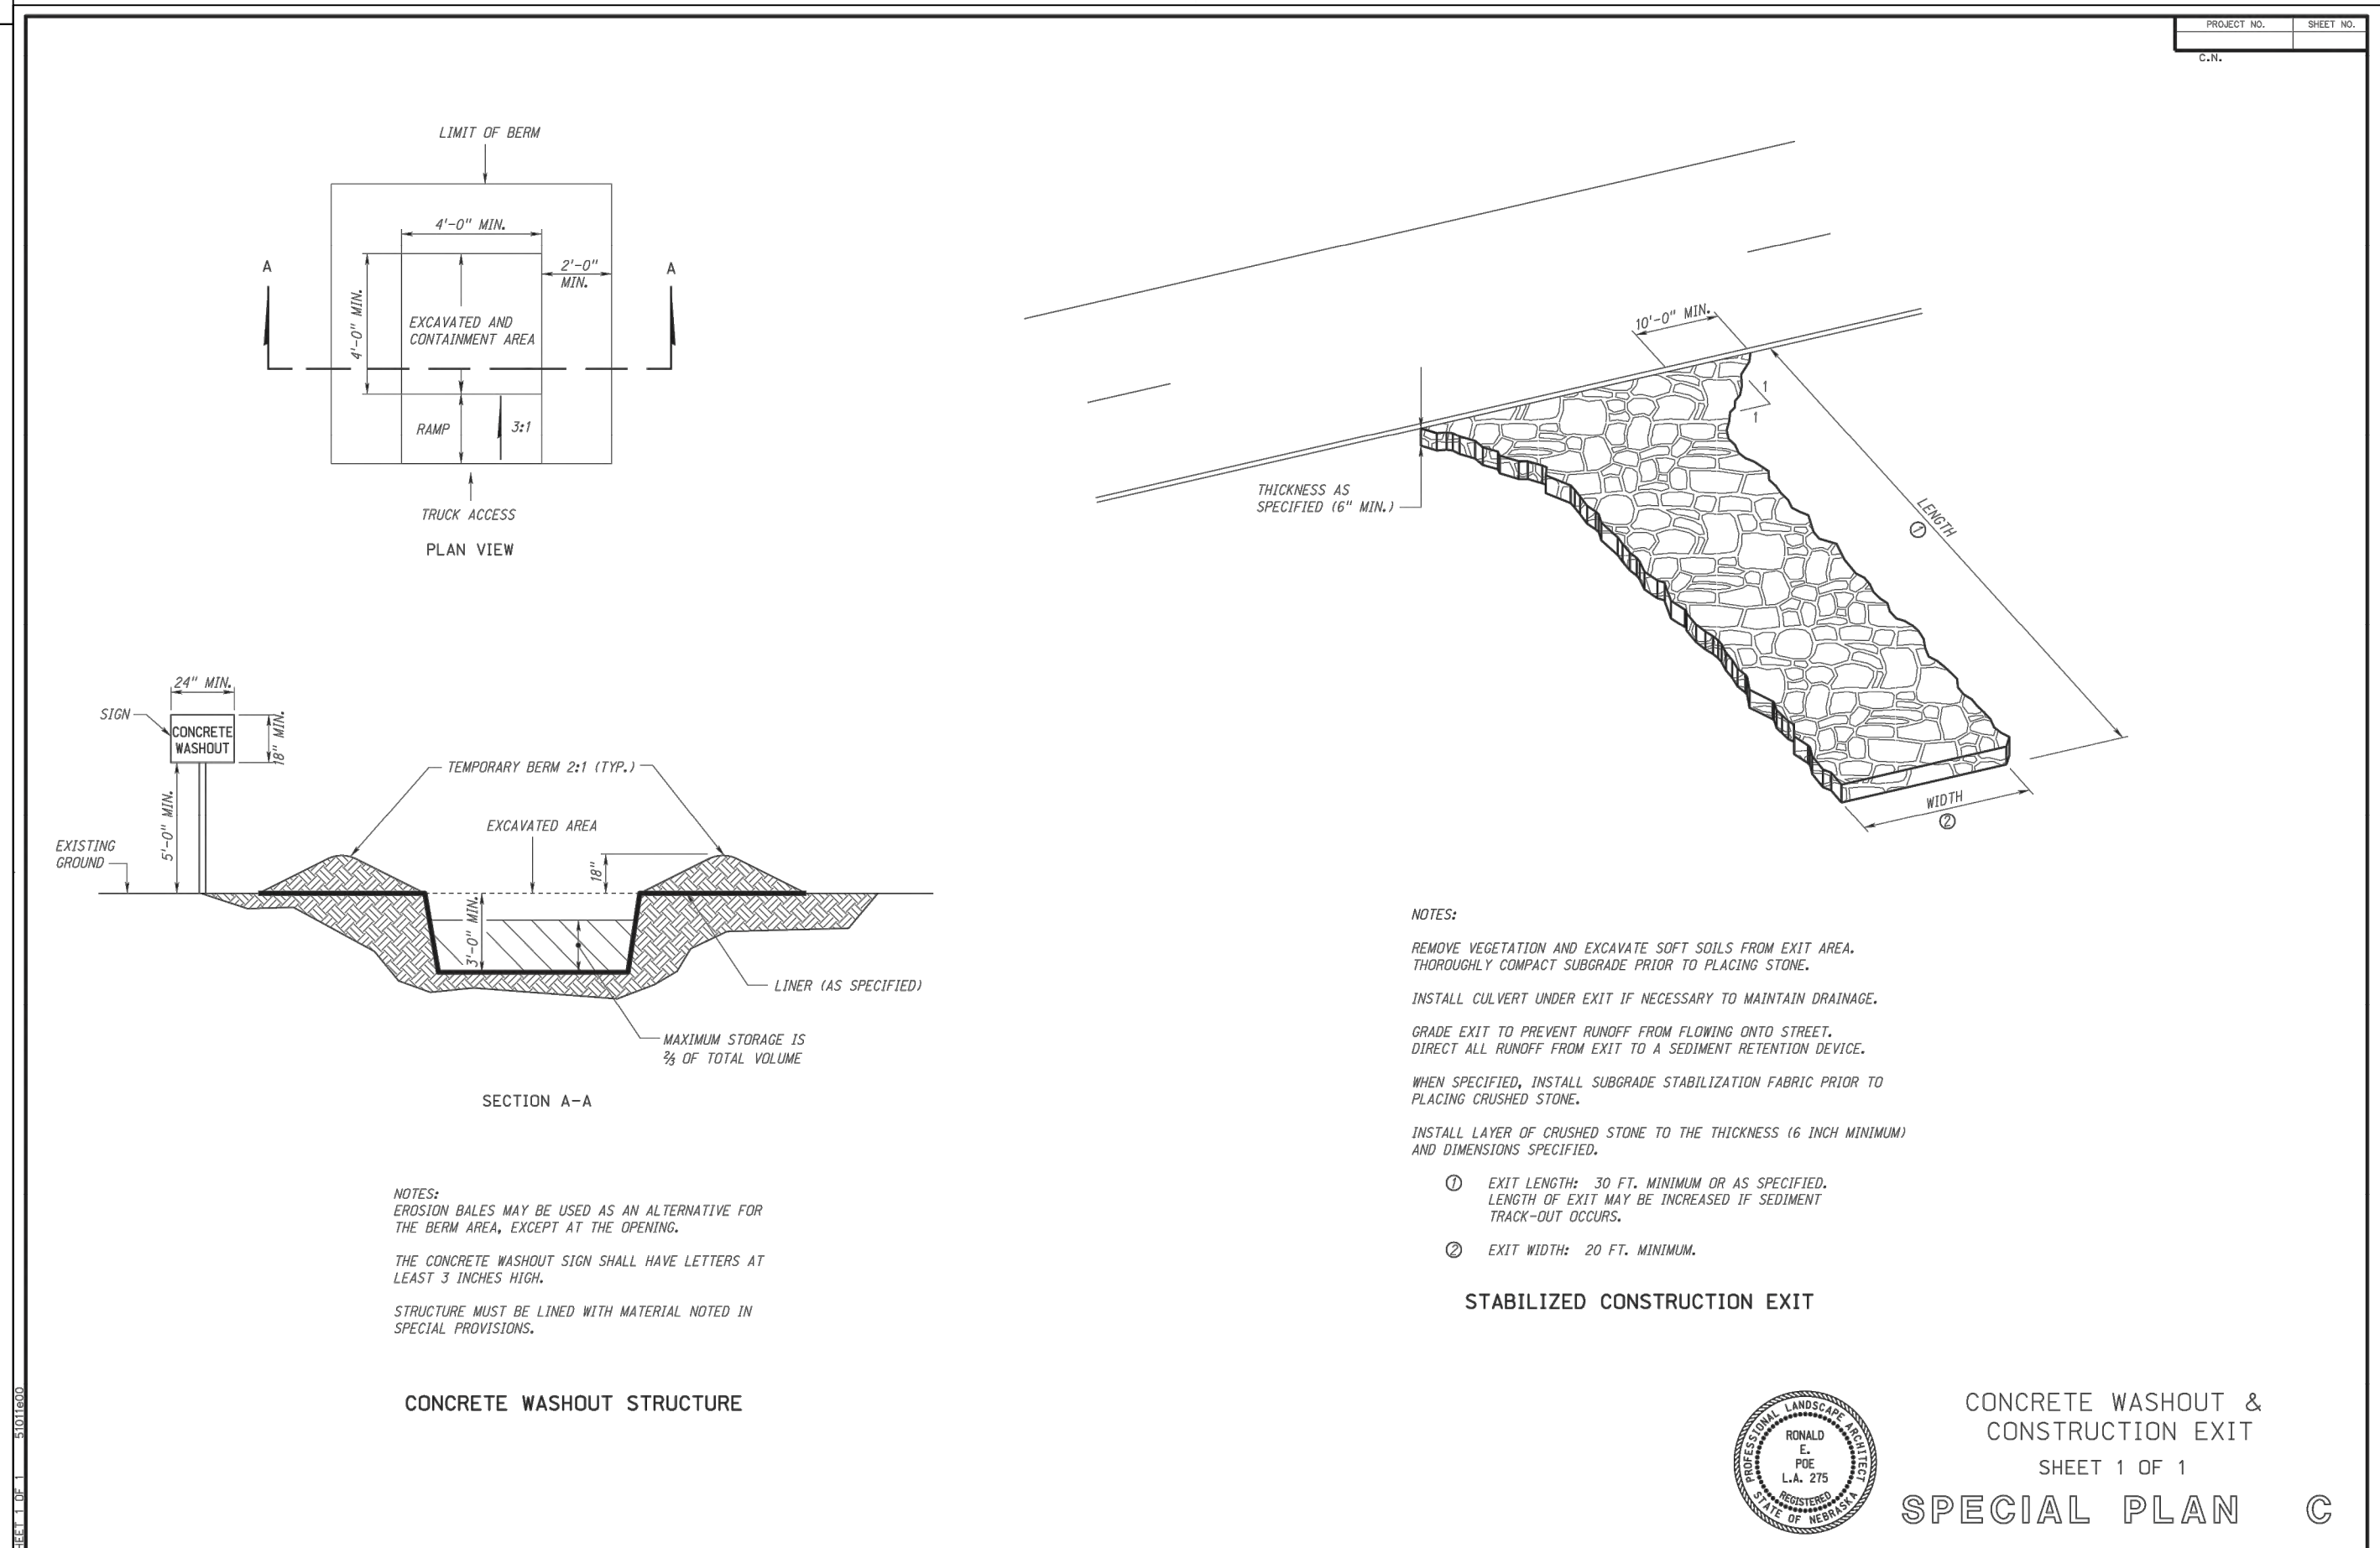 PROJECT NO.
SHEET NO.
C.N.
LIMIT OF BERM
4'-0" MIN.
A
A
2'-0"
MIN.
4'-0" MIN.
EXCAVATED AND
CONTAINMENT AREA
RAMP
3:1
TRUCK ACCESS
PLAN VIEW
24" MIN.
SIGN
CONCRETE
WASHOUT
18" MIN.
5'-0" MIN.
EXISTING
GROUND
TEMPORARY BERM 2:1 (TYP.)
EXCAVATED AREA
18"
3'-0" MIN.
LINER (AS SPECIFIED)
MAXIMUM STORAGE IS
⅔ OF TOTAL VOLUME
SECTION A-A
NOTES:
EROSION BALES MAY BE USED AS AN ALTERNATIVE FOR
THE BERM AREA, EXCEPT AT THE OPENING.
THE CONCRETE WASHOUT SIGN SHALL HAVE LETTERS AT
LEAST 3 INCHES HIGH.
STRUCTURE MUST BE LINED WITH MATERIAL NOTED IN
SPECIAL PROVISIONS.
CONCRETE WASHOUT STRUCTURE
10'-0" MIN.
1
1
THICKNESS AS
SPECIFIED (6" MIN.)
LENGTH
①
WIDTH
②
NOTES:
REMOVE VEGETATION AND EXCAVATE SOFT SOILS FROM EXIT AREA.
THOROUGHLY COMPACT SUBGRADE PRIOR TO PLACING STONE.
INSTALL CULVERT UNDER EXIT IF NECESSARY TO MAINTAIN DRAINAGE.
GRADE EXIT TO PREVENT RUNOFF FROM FLOWING ONTO STREET.
DIRECT ALL RUNOFF FROM EXIT TO A SEDIMENT RETENTION DEVICE.
WHEN SPECIFIED, INSTALL SUBGRADE STABILIZATION FABRIC PRIOR TO
PLACING CRUSHED STONE.
INSTALL LAYER OF CRUSHED STONE TO THE THICKNESS (6 INCH MINIMUM)
AND DIMENSIONS SPECIFIED.
① EXIT LENGTH: 30 FT. MINIMUM OR AS SPECIFIED.
LENGTH OF EXIT MAY BE INCREASED IF SEDIMENT
TRACK-OUT OCCURS.
② EXIT WIDTH: 20 FT. MINIMUM.
STABILIZED CONSTRUCTION EXIT
PROFESSIONAL LANDSCAPE ARCHITECT
RONALD
E.
POE
L.A. 275
REGISTERED
STATE OF NEBRASKA
CONCRETE WASHOUT &
CONSTRUCTION EXIT
SHEET 1 OF 1
SPECIAL PLAN C
51011e00
1 OF 1